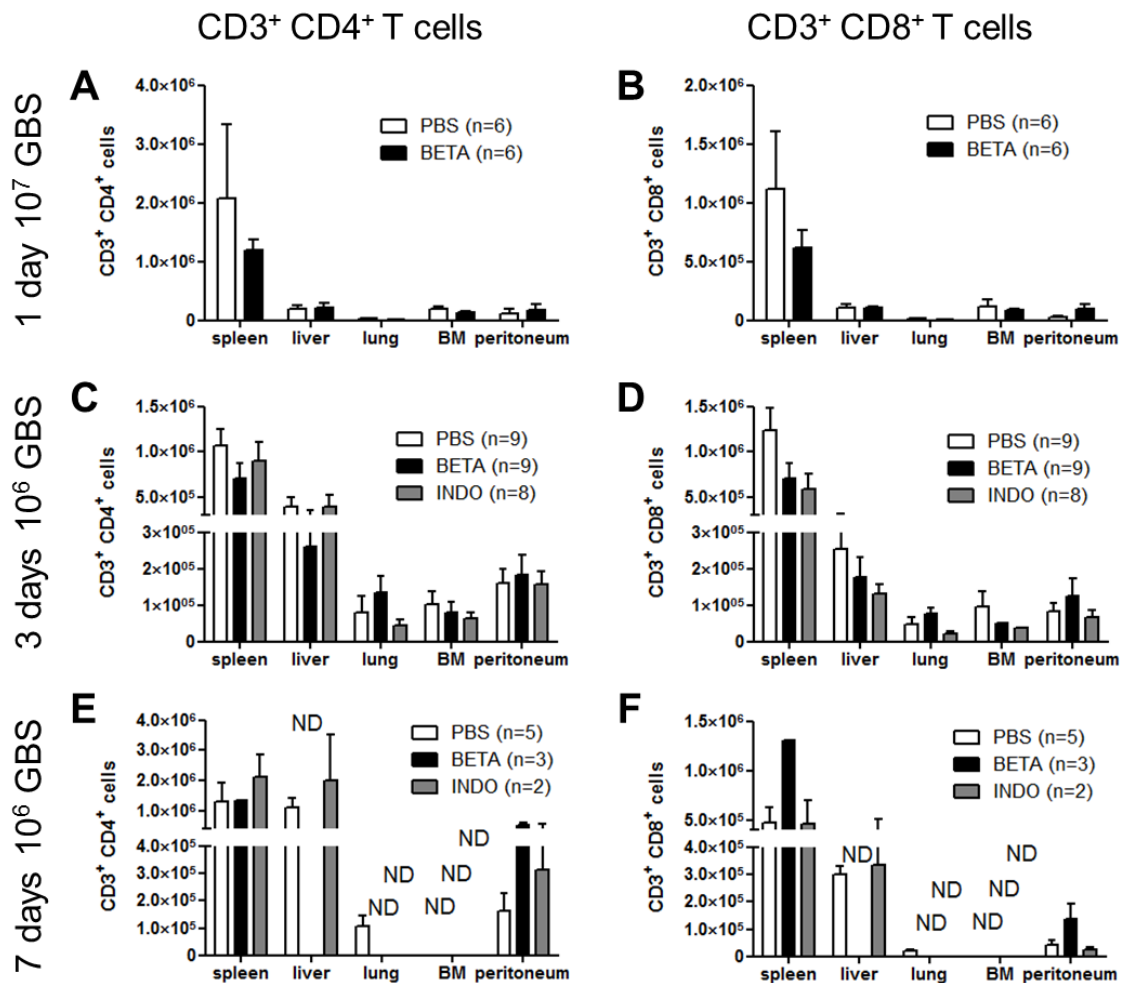 CD3⁺ CD4⁺ T cells
CD3⁺ CD8⁺ T cells
1 day 10⁷ GBS
A
CD3⁺ CD4⁺ cells
4.0×10⁶
3.0×10⁶
2.0×10⁶
1.0×10⁶
0
PBS (n=6)
BETA (n=6)
spleen liver lung BM peritoneum
B
CD3⁺ CD8⁺ cells
2.0×10⁶
1.5×10⁶
1.0×10⁶
5.0×10⁵
0
PBS (n=6)
BETA (n=6)
spleen liver lung BM peritoneum
3 days 10⁶ GBS
C
CD3⁺ CD4⁺ cells
1.5×10⁶
1.0×10⁶
5.0×10⁵
3×10⁰⁵
2×10⁰⁵
1×10⁰⁵
0
PBS (n=9)
BETA (n=9)
INDO (n=8)
spleen liver lung BM peritoneum
D
CD3⁺ CD8⁺ cells
1.5×10⁶
1.0×10⁶
5.0×10⁵
3×10⁰⁵
2×10⁰⁵
1×10⁰⁵
0
PBS (n=9)
BETA (n=9)
INDO (n=8)
spleen liver lung BM peritoneum
7 days 10⁶ GBS
E
CD3⁺ CD4⁺ cells
4.0×10⁶
3.0×10⁶
2.0×10⁶
1.0×10⁶
4.0×10⁵
3.0×10⁵
2.0×10⁵
1.0×10⁵
0
PBS (n=5)
BETA (n=3)
INDO (n=2)
ND
ND
ND
ND
ND
ND
spleen liver lung BM peritoneum
F
CD3⁺ CD8⁺ cells
1.5×10⁶
1.0×10⁶
5.0×10⁵
4.0×10⁵
3.0×10⁵
2.0×10⁵
1.0×10⁵
0
PBS (n=5)
BETA (n=3)
INDO (n=2)
ND
ND
ND
ND
ND
ND
spleen liver lung BM peritoneum